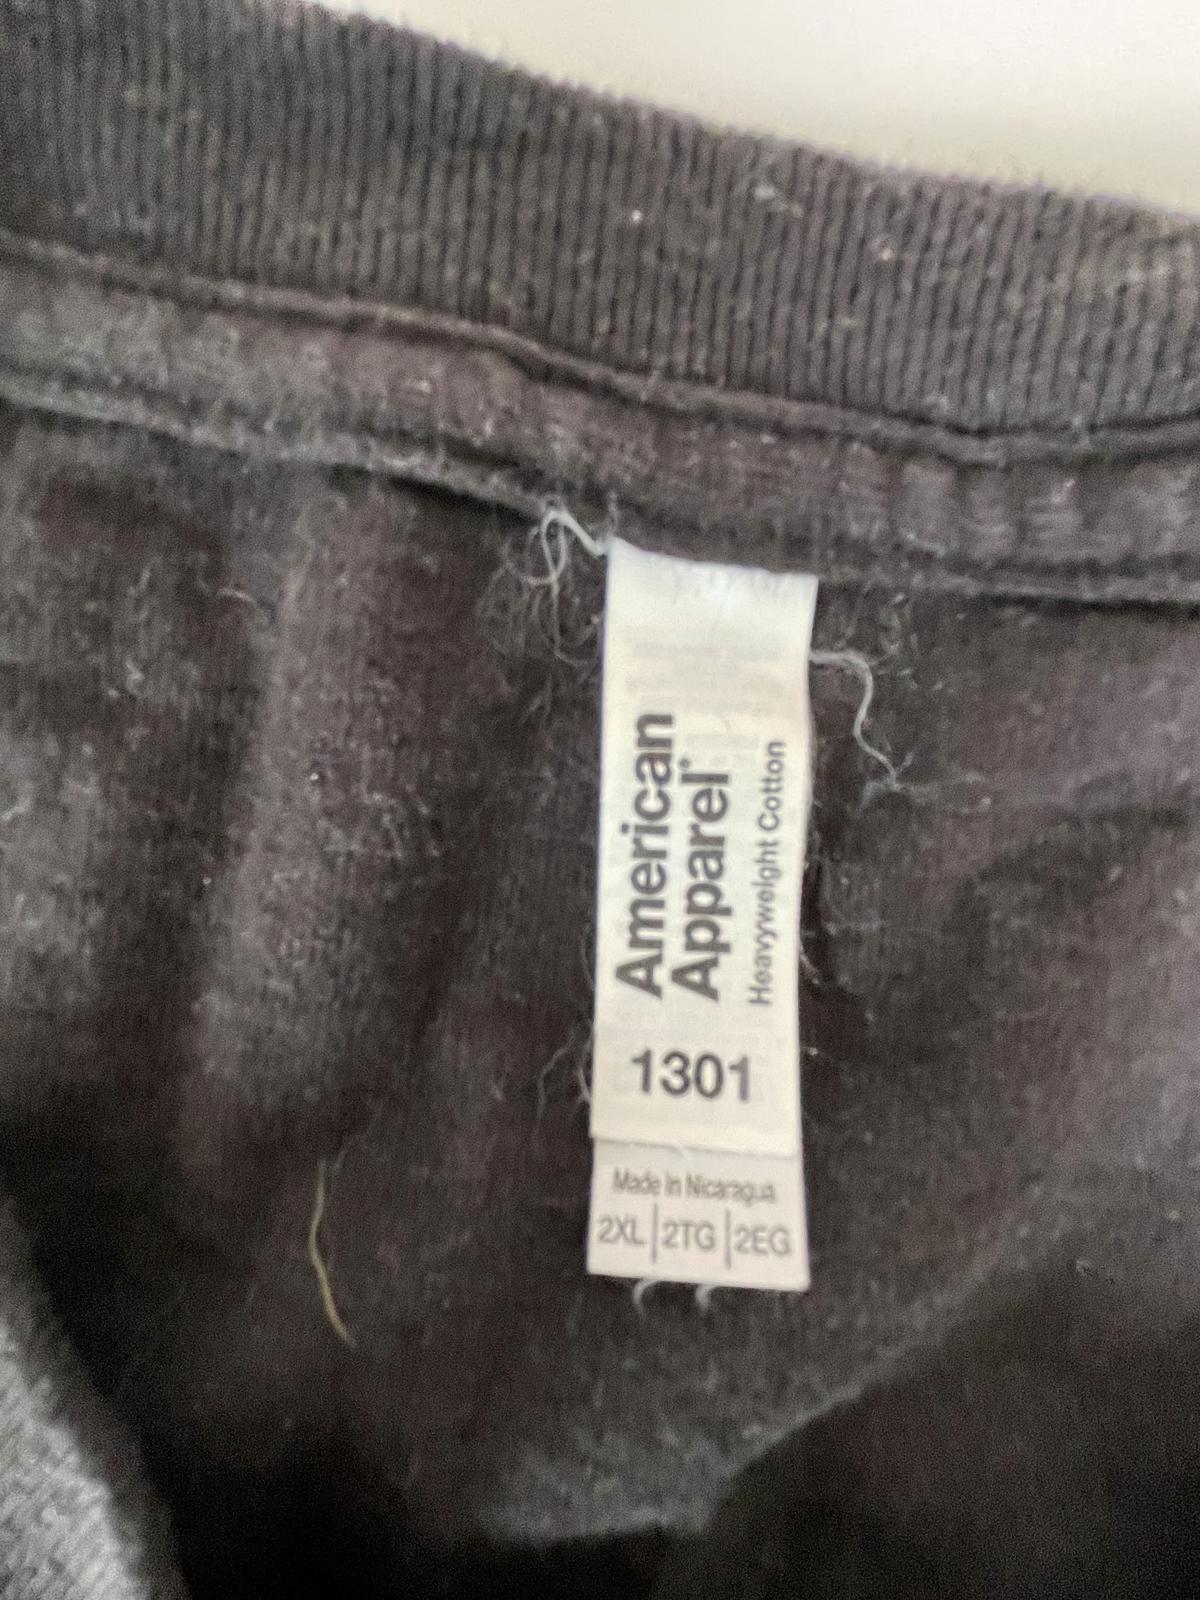 American
Apparel®
Heavyweight Cotton
1301
Made In Nicaragua
2XL|2TG|2EG